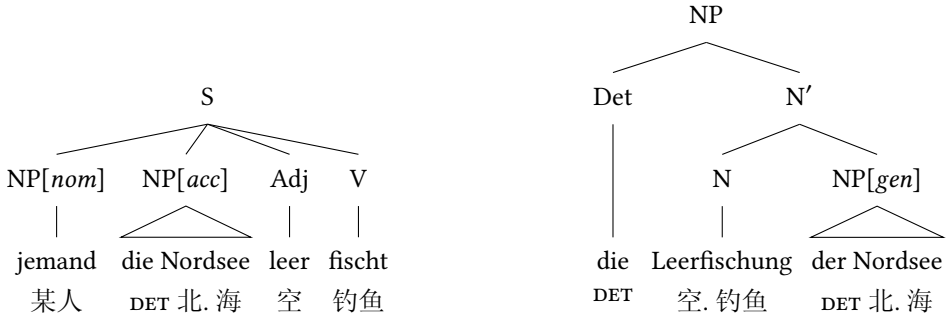 NP
S Det N′
NP[nom] NP[acc] Adj V N NP[gen]
jemand die Nordsee leer fischt die Leerfischung der Nordsee
某人 DET 北. 海 空 钓鱼 DET 空. 钓鱼 DET 北. 海